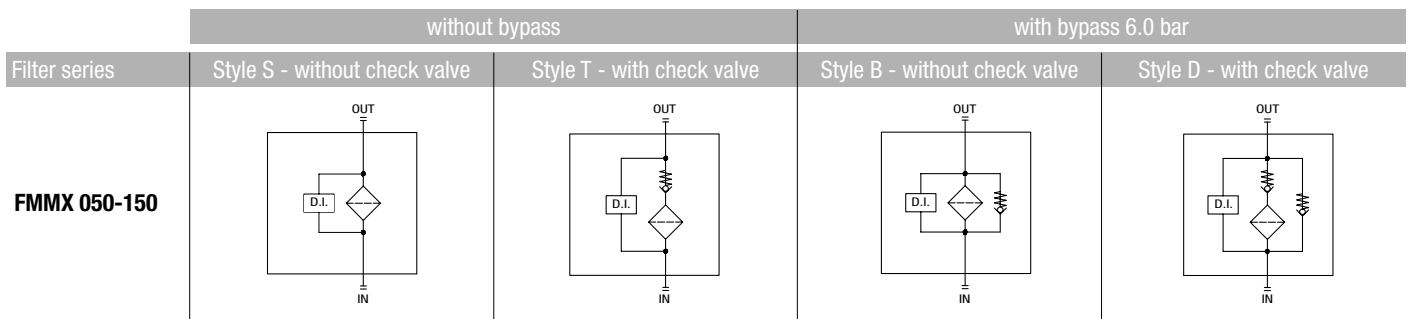 without bypass
with bypass 6.0 bar
Filter series
Style S - without check valve
Style T - with check valve
Style B - without check valve
Style D - with check valve
FMMX 050-150
OUT
D.I.
IN
OUT
D.I.
IN
OUT
D.I.
IN
OUT
D.I.
IN